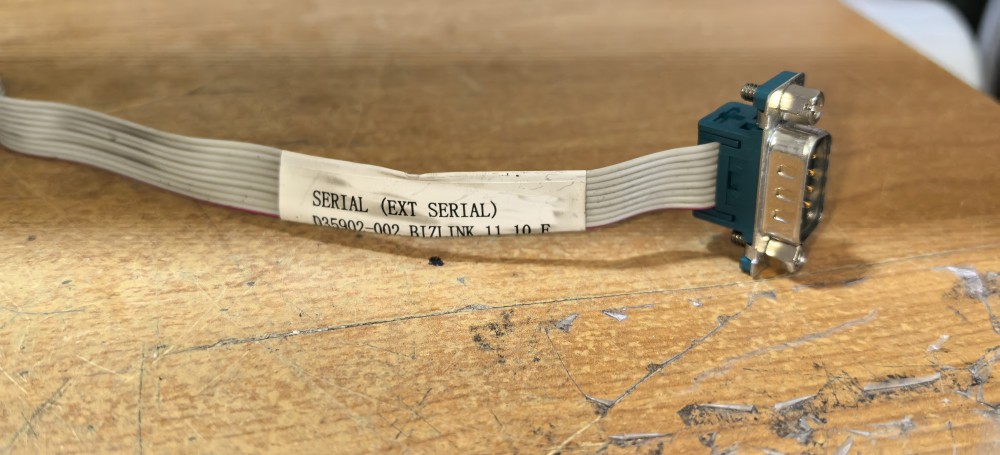 SERIAL (EXT SERIAL)
D35902-002 BIZLINK 11 10 F